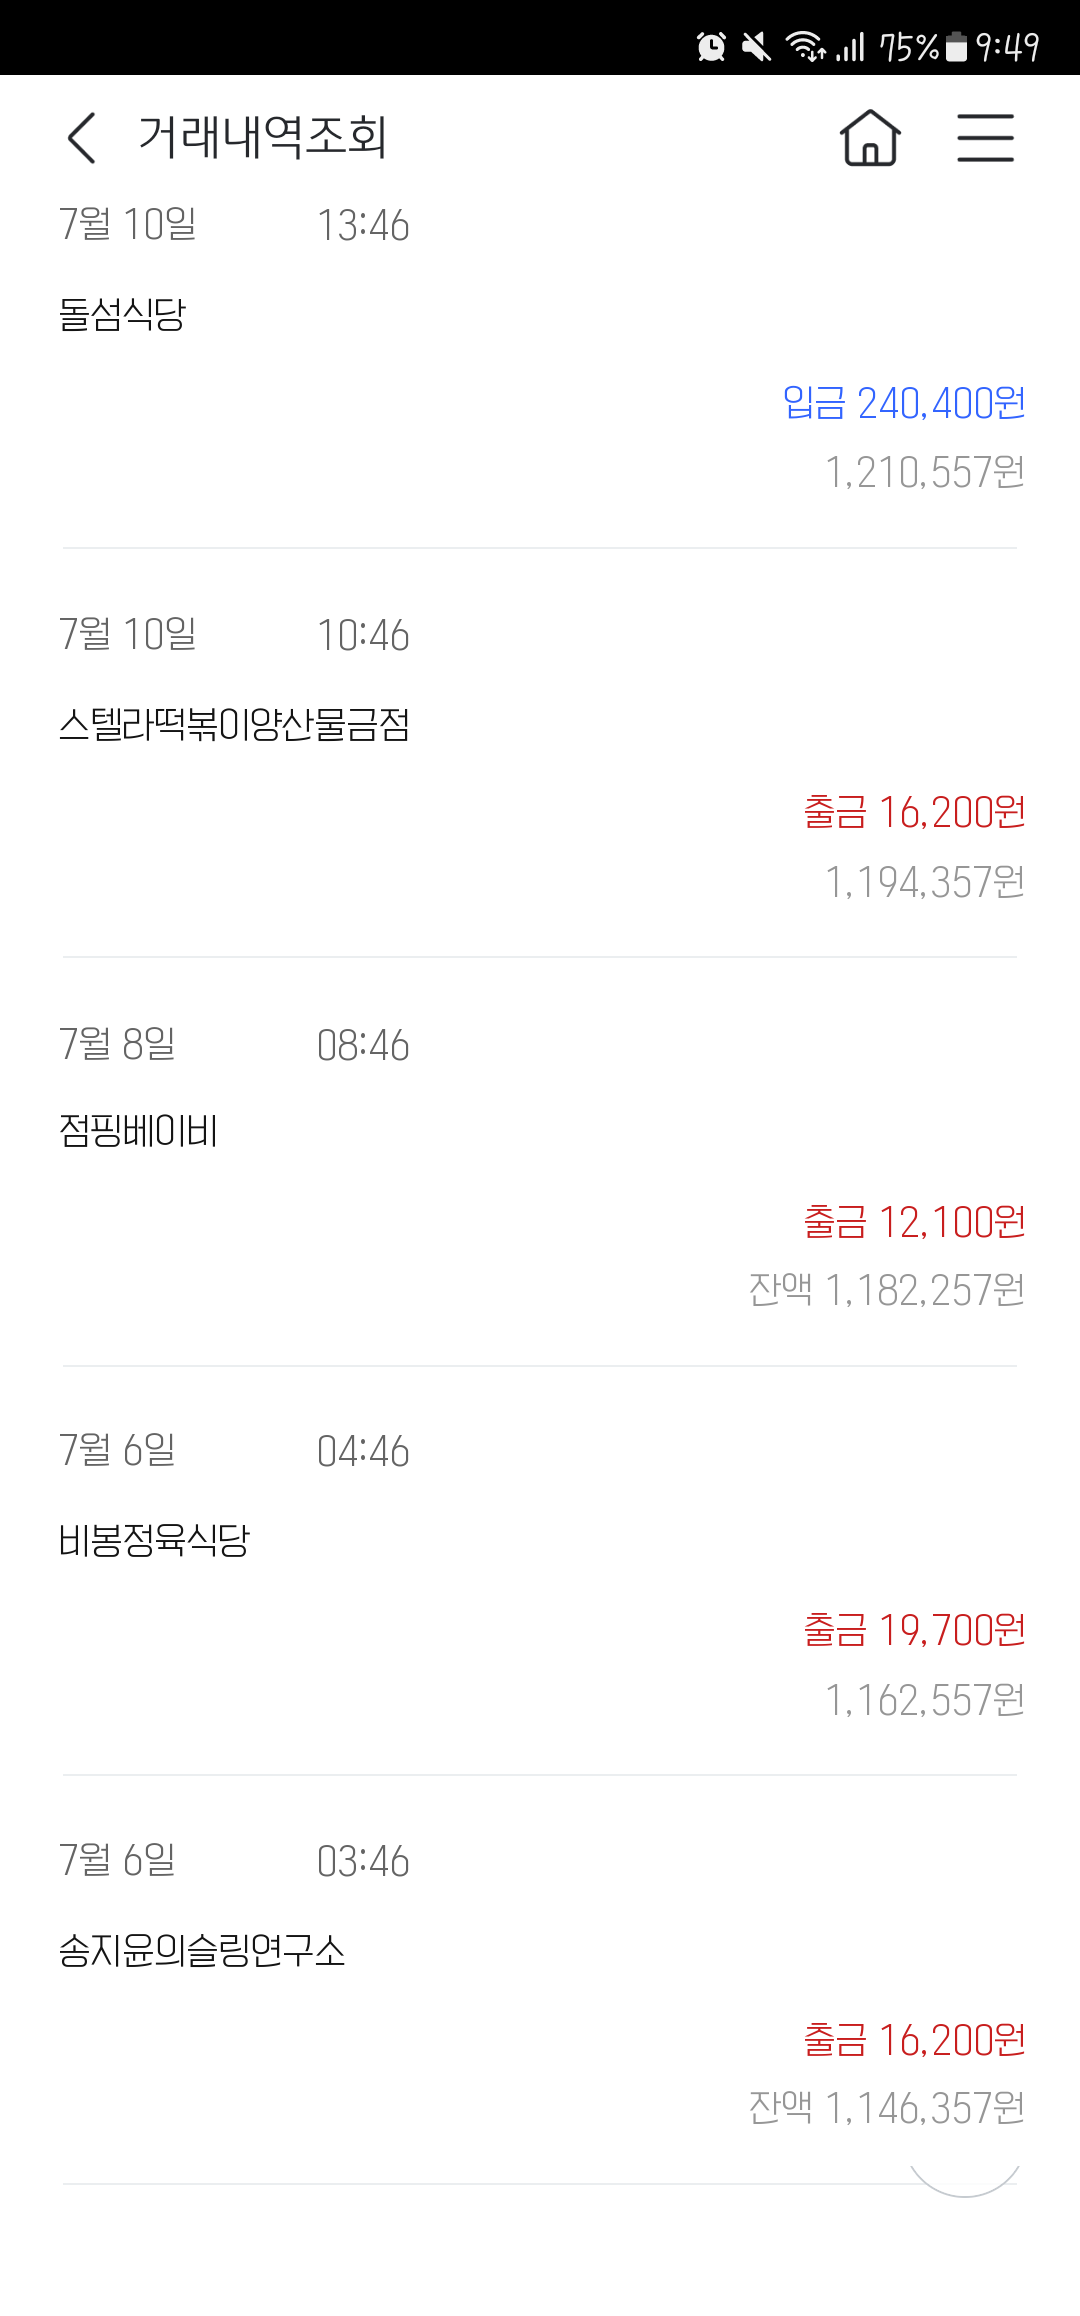 75% 9:49
거래내역조회
7월 10일 13:46
돌섬식당
입금 240,400원
1,210,557원
7월 10일 10:46
스텔라떡볶이양산물금점
출금 16,200원
1,194,357원
7월 8일 08:46
점핑베이비
출금 12,100원
잔액 1,182,257원
7월 6일 04:46
비봉정육식당
출금 19,700원
1,162,557원
7월 6일 03:46
송지윤의슬링연구소
출금 16,200원
잔액 1,146,357원